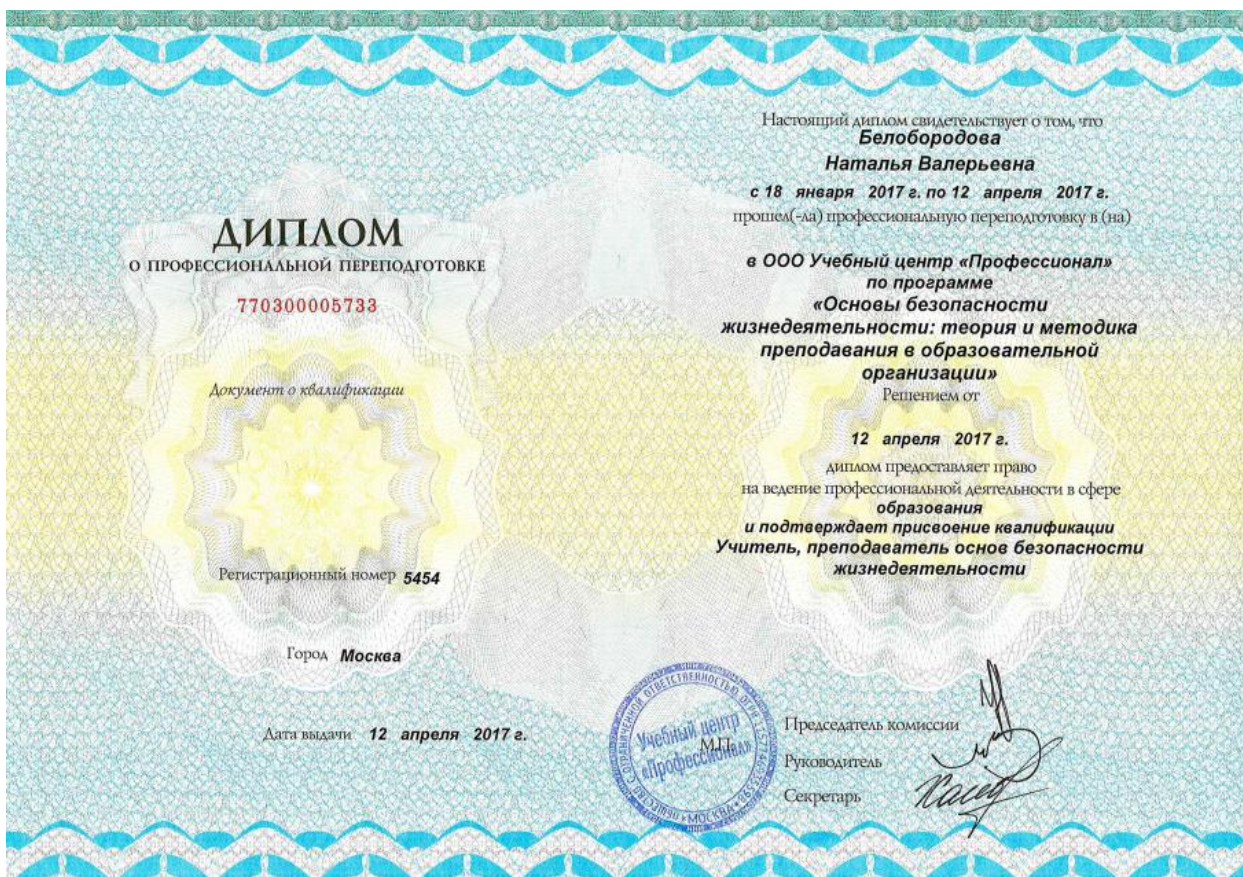 ДИПЛОМ
О ПРОФЕССИОНАЛЬНОЙ ПЕРЕПОДГОТОВКЕ
770300005733
Документ о квалификации
Регистрационный номер 5454
Город Москва
Дата выдачи 12 апреля 2017 г.
Настоящий диплом свидетельствует о том, что
Белобородова
Наталья Валерьевна
с 18 января 2017 г. по 12 апреля 2017 г.
прошел(-ла) профессиональную переподготовку в (на)
в ООО Учебный центр «Профессионал»
по программе
«Основы безопасности
жизнедеятельности: теория и методика
преподавания в образовательной
организации»
Решением от
12 апреля 2017 г.
диплом предоставляет право
на ведение профессиональной деятельности в сфере
образования
и подтверждает присвоение квалификации
Учитель, преподаватель основ безопасности
жизнедеятельности
Председатель комиссии
Руководитель
Секретарь
М.П.
Учебный центр
«Профессионал»
ОБЩЕСТВО С ОГРАНИЧЕННОЙ ОТВЕТСТВЕННОСТЬЮ
МОСКВА